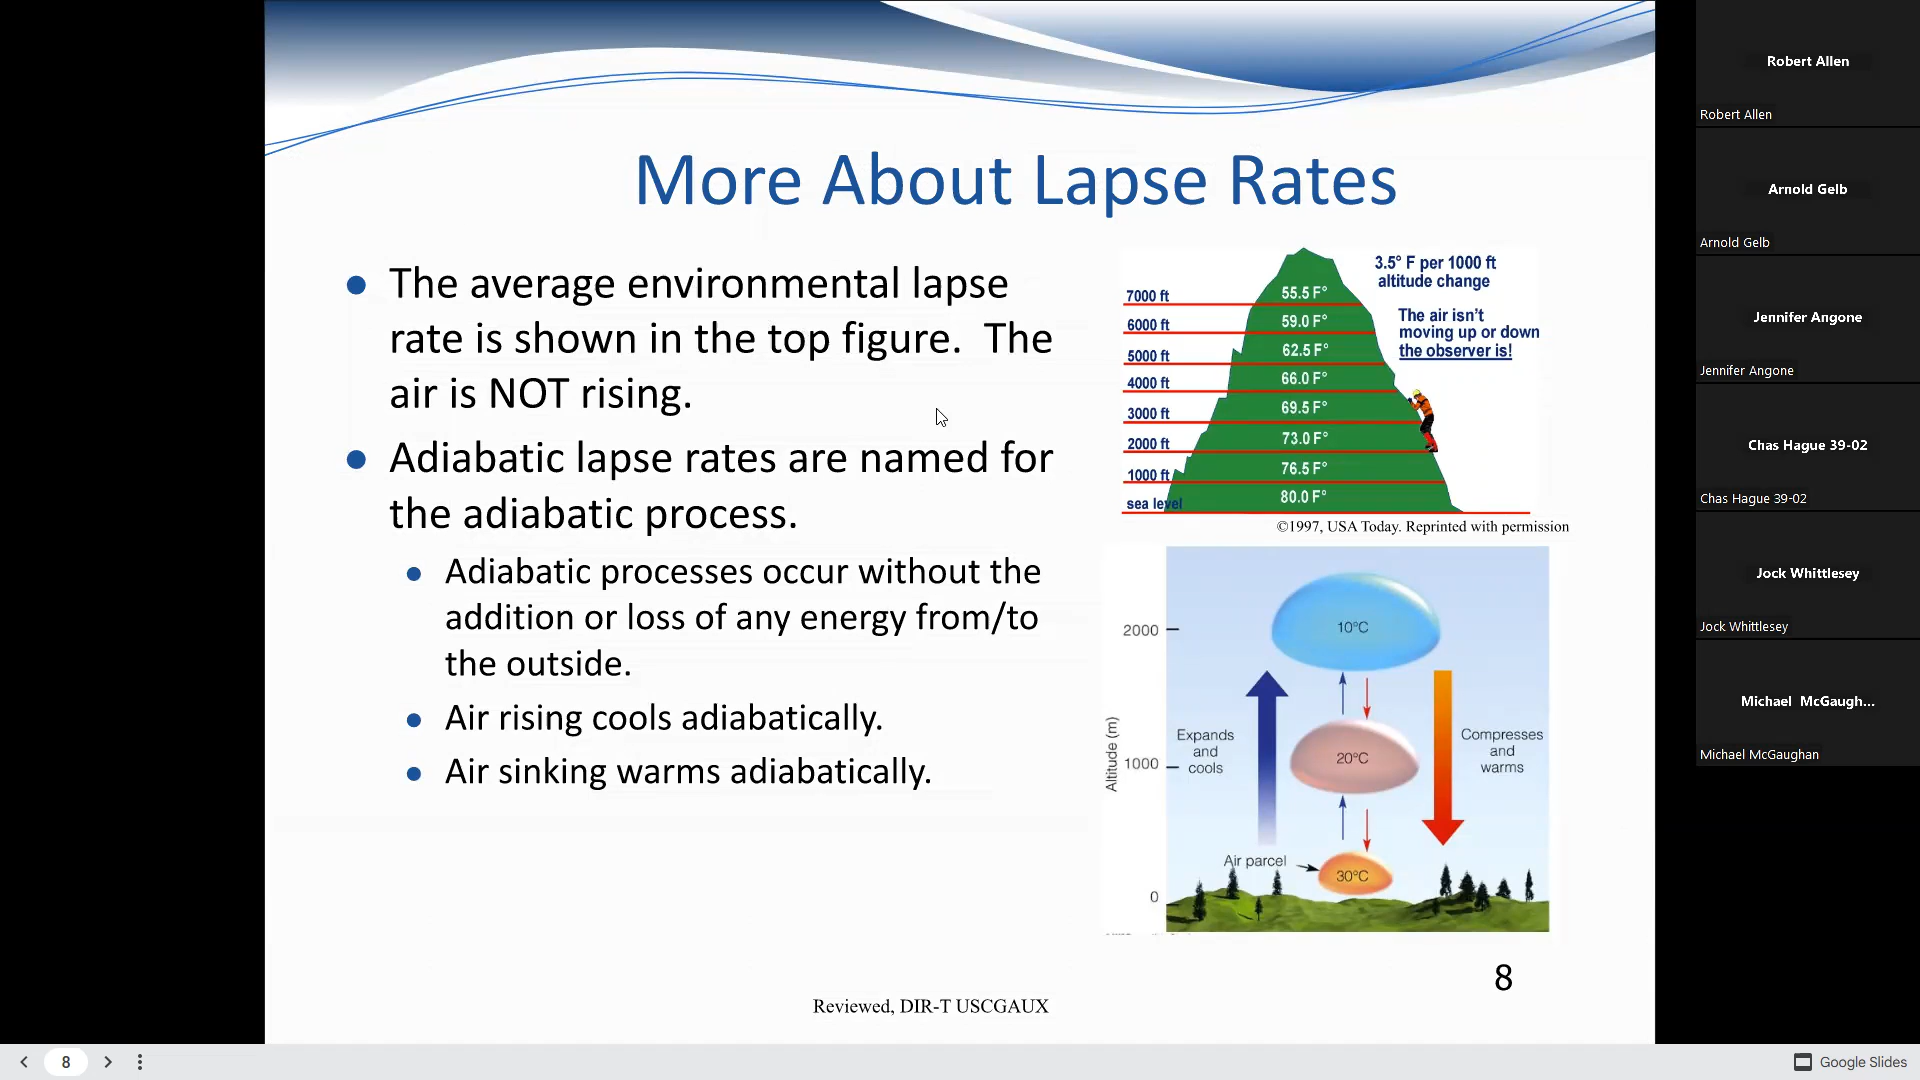 More About Lapse Rates
The average environmental lapse
rate is shown in the top figure.  The
air is NOT rising.
Adiabatic lapse rates are named for
the adiabatic process.
Adiabatic processes occur without the
addition or loss of any energy from/to
the outside.
Air rising cools adiabatically.
Air sinking warms adiabatically.
3.5° F per 1000 ft
altitude change
The air isn't
moving up or down
the observer is!
7000 ft
55.5 F°
6000 ft
59.0 F°
5000 ft
62.5 F°
4000 ft
66.0 F°
3000 ft
69.5 F°
2000 ft
73.0 F°
1000 ft
76.5 F°
sea level
80.0 F°
©1997, USA Today. Reprinted with permission
Altitude (m)
2000
1000
0
10°C
20°C
30°C
Expands
and
cools
Compresses
and
warms
Air parcel
8
Reviewed, DIR-T USCGAUX
Robert Allen
Robert Allen
Arnold Gelb
Arnold Gelb
Jennifer Angone
Jennifer Angone
Chas Hague 39-02
Chas Hague 39-02
Jock Whittlesey
Jock Whittlesey
Michael McGaugh...
Michael McGaughan
8
Google Slides